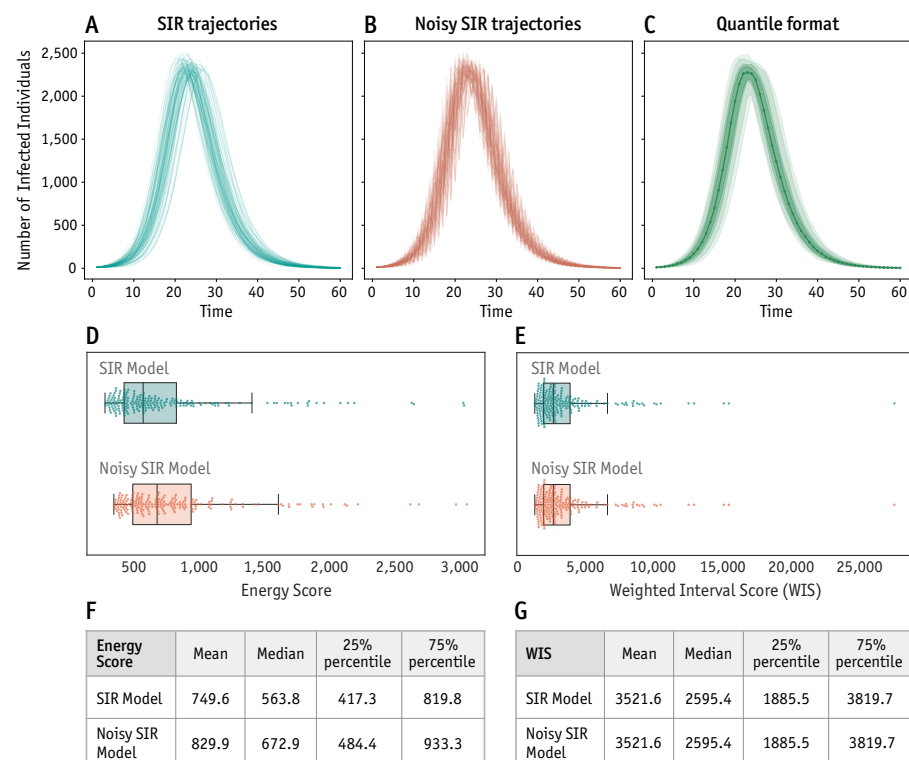 A SIR trajectories
B Noisy SIR trajectories
C Quantile format
Number of Infected Individuals
2,500
2,000
1,500
1,000
500
0
0 10 20 30 40 50 60
0 10 20 30 40 50 60
0 10 20 30 40 50 60
Time
Time
Time
D
SIR Model
Noisy SIR Model
500 1,000 1,500 2,000 2,500 3,000
Energy Score
E
SIR Model
Noisy SIR Model
0 5,000 10,000 15,000 20,000 25,000
Weighted Interval Score (WIS)
F
Energy Score Mean Median 25% percentile 75% percentile
SIR Model 749.6 563.8 417.3 819.8
Noisy SIR Model 829.9 672.9 484.4 933.3
G
WIS Mean Median 25% percentile 75% percentile
SIR Model 3521.6 2595.4 1885.5 3819.7
Noisy SIR Model 3521.6 2595.4 1885.5 3819.7